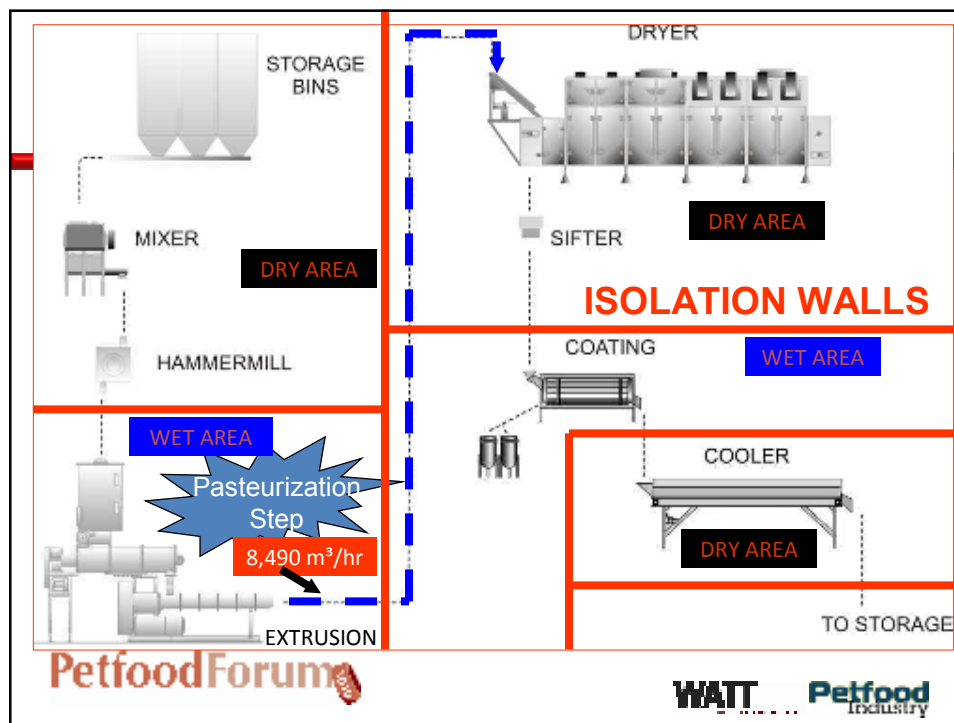 STORAGE
BINS
MIXER
DRY AREA
HAMMERMILL
WET AREA
Pasteurization
Step
8,490 m³/hr
EXTRUSION
DRYER
SIFTER
DRY AREA
ISOLATION WALLS
COATING
WET AREA
COOLER
DRY AREA
TO STORAGE
PetfoodForum
WATT
Petfood
Industry